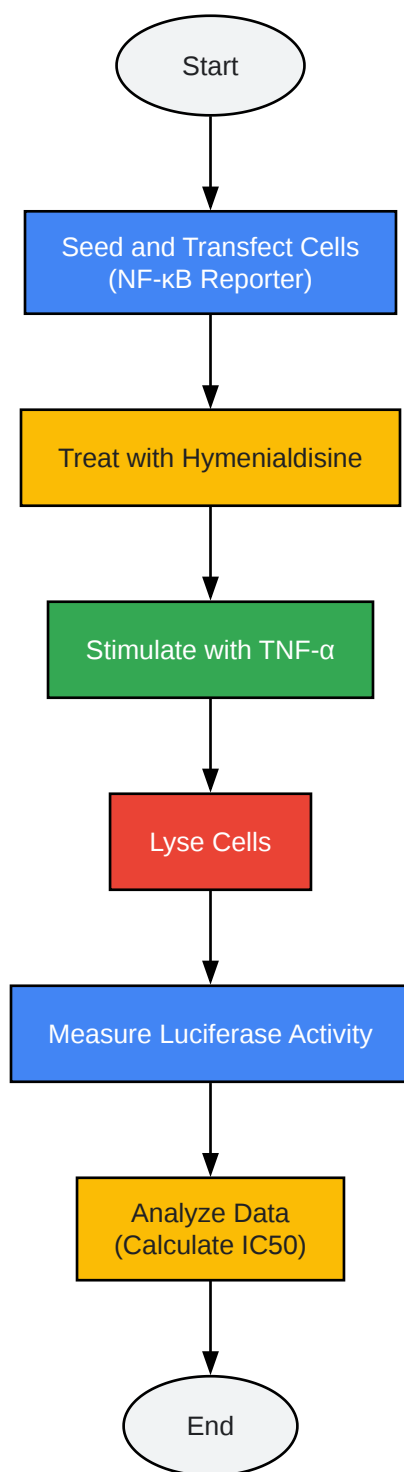 Start
Seed and Transfect Cells
(NF-κB Reporter)
Treat with Hymenialdisine
Stimulate with TNF-α
Lyse Cells
Measure Luciferase Activity
Analyze Data
(Calculate IC50)
End